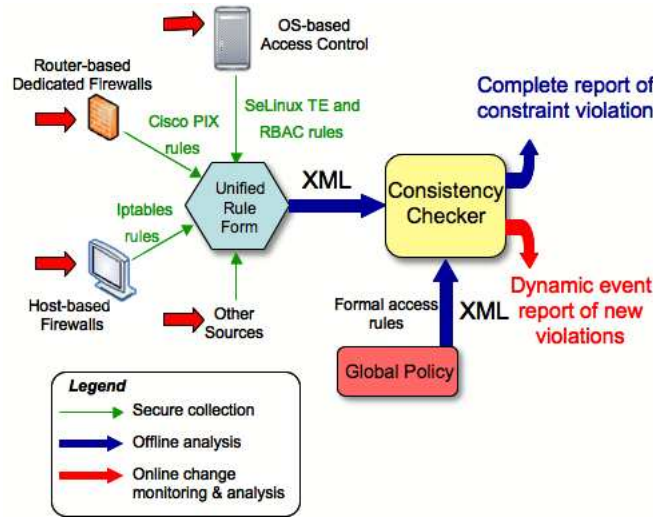 OS-based
Access Control
Router-based
Dedicated Firewalls
Complete report of
constraint violation
SeLinux TE and
RBAC rules
Cisco PIX
rules
XML
Unified
Rule
Form
Consistency
Checker
Iptables
rules
Host-based
Firewalls
Other
Sources
Formal access
rules
XML
Dynamic event
report of new
violations
Global Policy
Legend
Secure collection
Offline analysis
Online change
monitoring & analysis